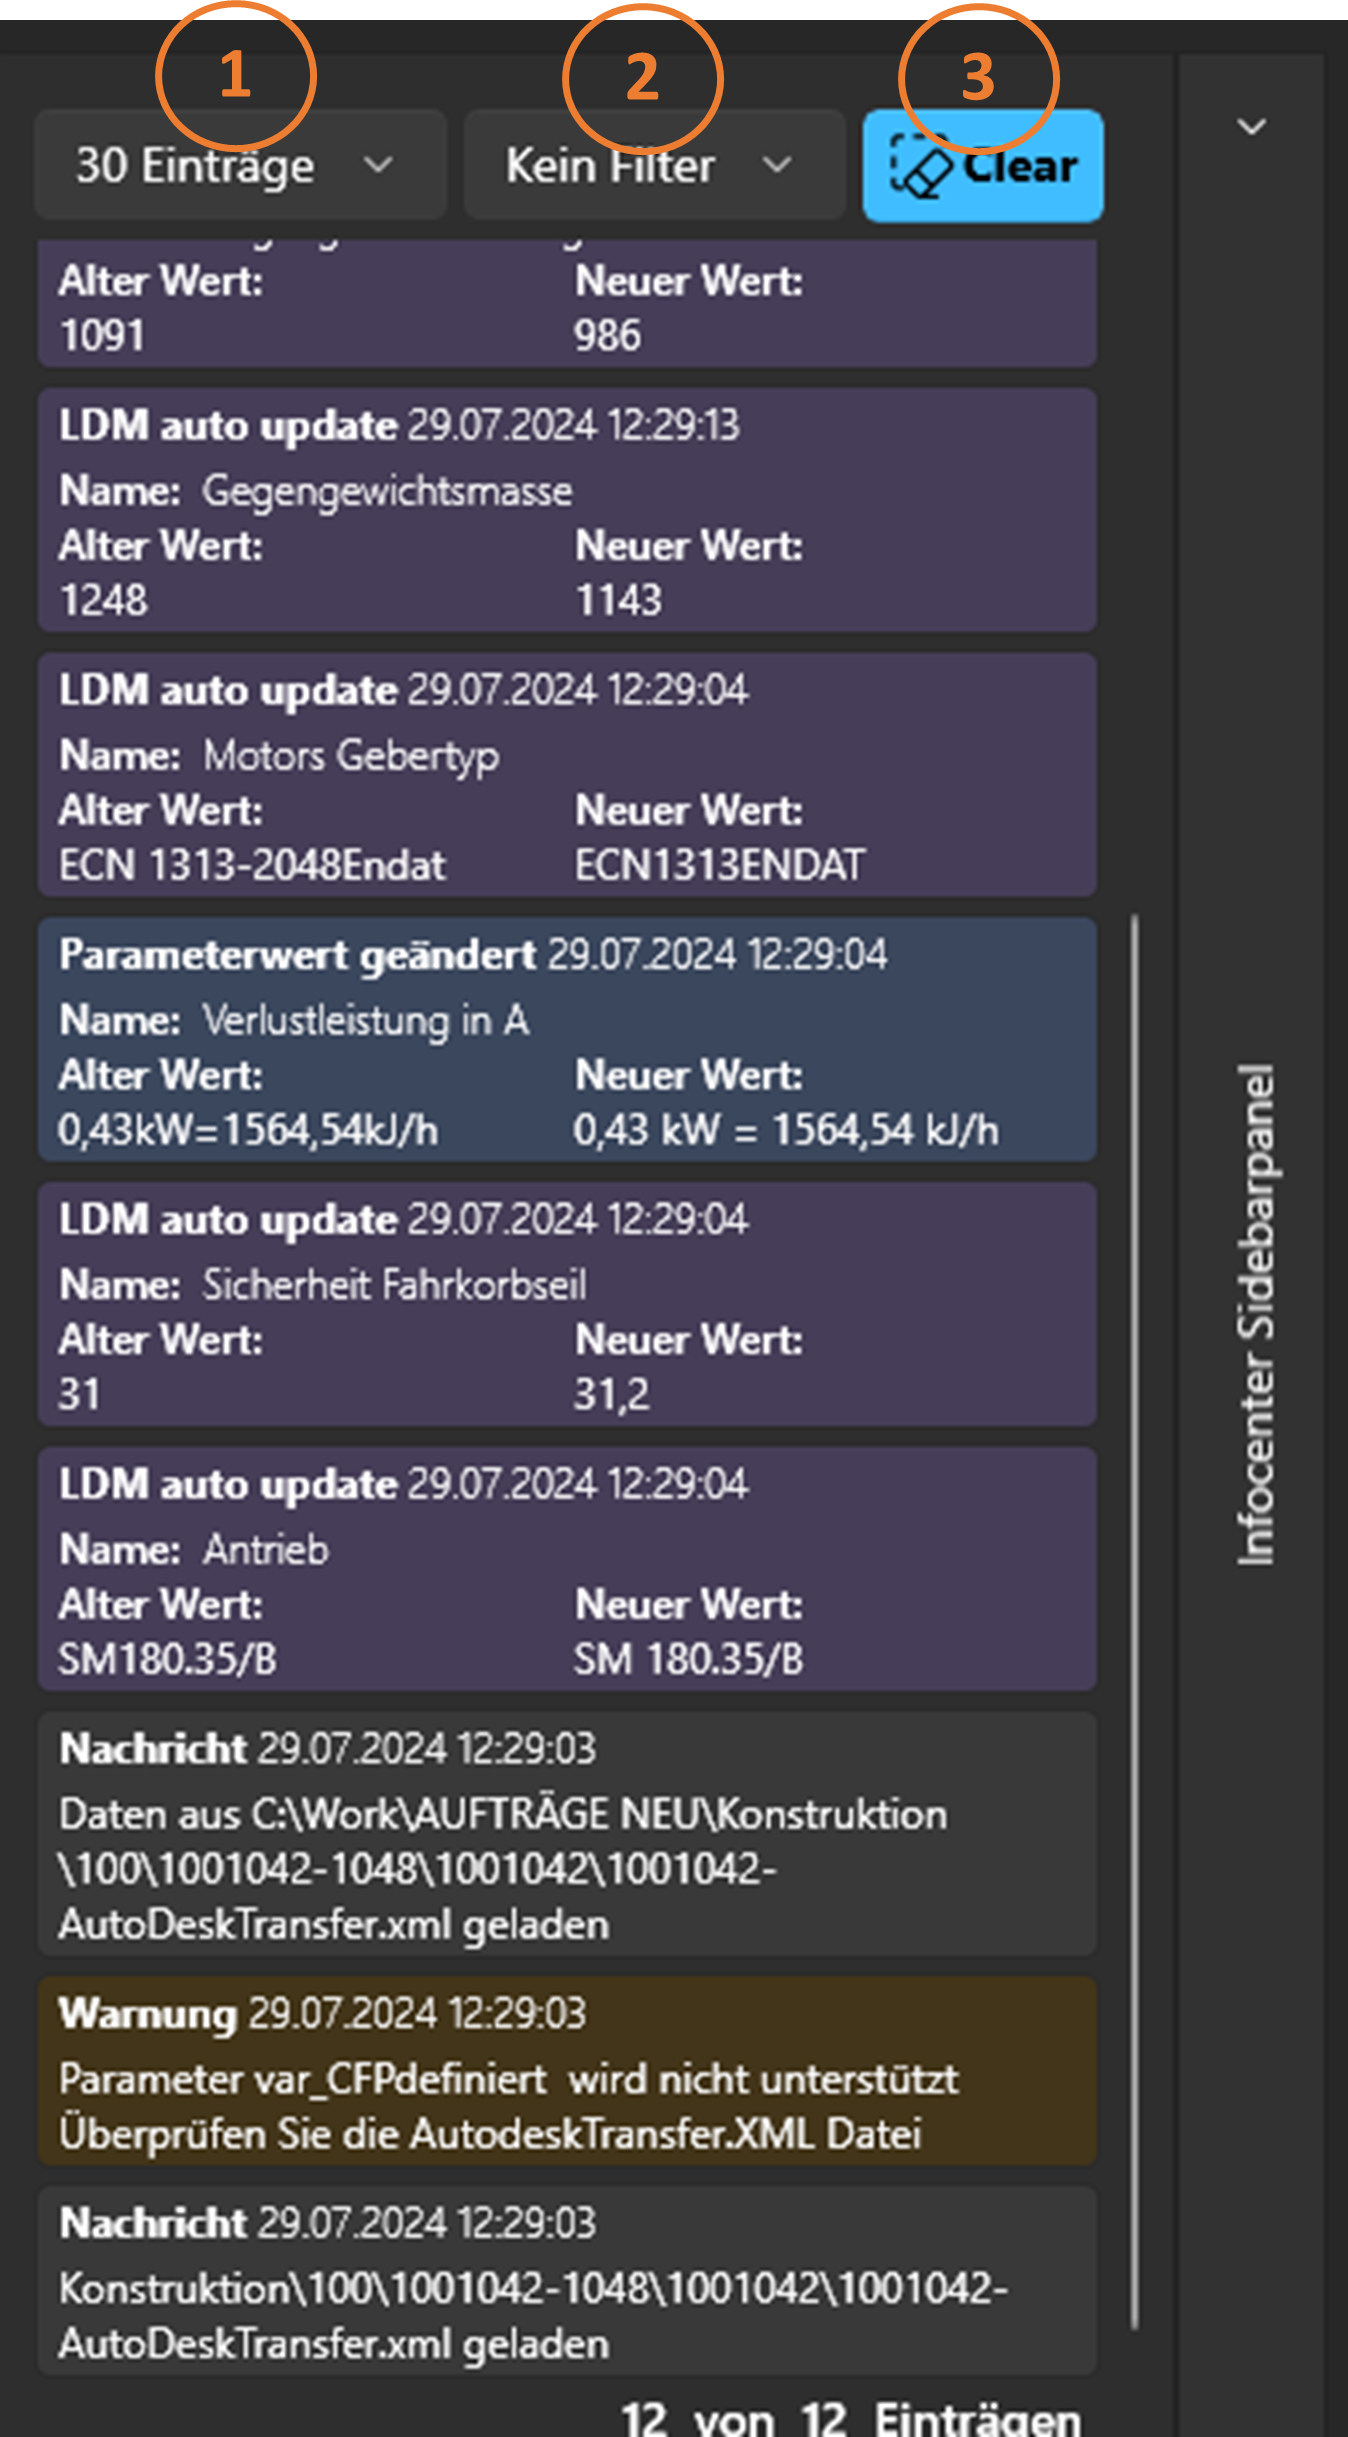 1
2
3
30 Einträge
Kein Filter
Clear
Alter Wert: Neuer Wert:
1091 986
LDM auto update 29.07.2024 12:29:13
Name: Gegengewichtsmasse
Alter Wert: Neuer Wert:
1248 1143
LDM auto update 29.07.2024 12:29:04
Name: Motors Gebertyp
Alter Wert: Neuer Wert:
ECN 1313-2048Endat ECN1313ENDAT
Parameterwert geändert 29.07.2024 12:29:04
Name: Verlustleistung in A
Alter Wert: Neuer Wert:
0,43kW=1564,54kJ/h 0,43 kW = 1564,54 kJ/h
LDM auto update 29.07.2024 12:29:04
Name: Sicherheit Fahrkorbseil
Alter Wert: Neuer Wert:
31 31,2
LDM auto update 29.07.2024 12:29:04
Name: Antrieb
Alter Wert: Neuer Wert:
SM180.35/B SM 180.35/B
Nachricht 29.07.2024 12:29:03
Daten aus C:\Work\AUFTRÄGE NEU\Konstruktion
\100\1001042-1048\1001042\1001042-
AutoDeskTransfer.xml geladen
Warnung 29.07.2024 12:29:03
Parameter var_CFPdefiniert  wird nicht unterstützt
Überprüfen Sie die AutodeskTransfer.XML Datei
Nachricht 29.07.2024 12:29:03
Konstruktion\100\1001042-1048\1001042\1001042-
AutoDeskTransfer.xml geladen
12 von 12 Einträgen
Infocenter Sidebarpanel